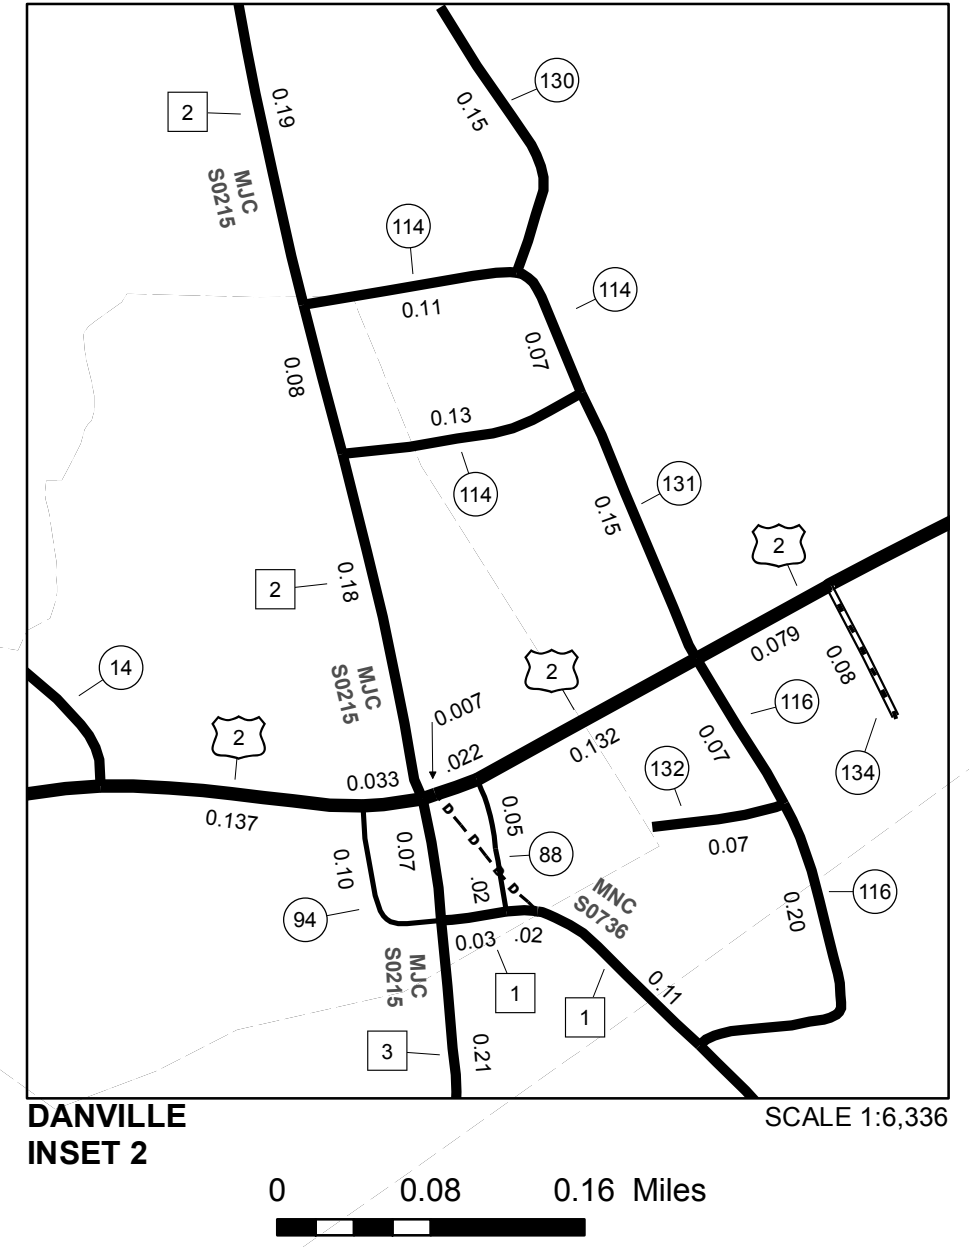 130
0.15
2
0.19
MJC
S0215
114
0.11
114
0.07
0.08
0.13
114
131
0.15
2
0.18
2
0.079
0.08
MJC
S0215
14
2
0.007
.022
0.132
116
0.07
132
134
2
0.033
0.137
0.05
0.07
0.10
88
0.07
116
0.20
.02
94
MNC
S0736
0.03
.02
MJC
S0215
1
1
0.11
3
0.21
D
D
D
D
DANVILLE
INSET 2
SCALE 1:6,336
0 0.08 0.16 Miles